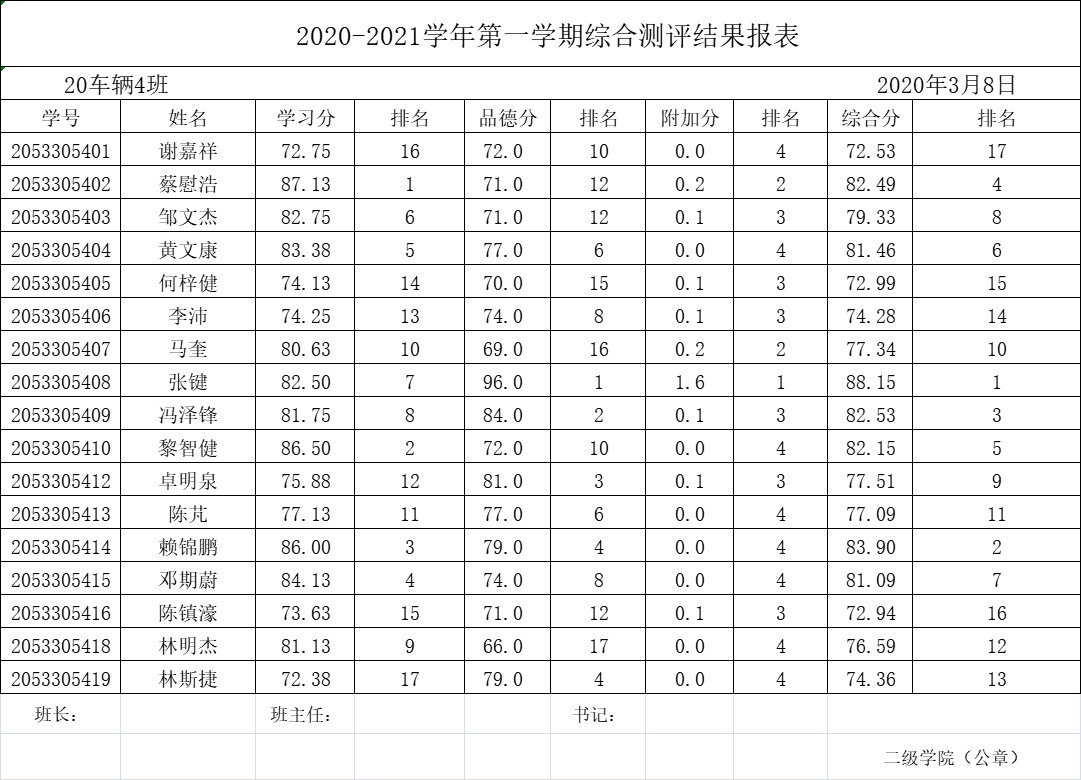 2020-2021学年第一学期综合测评结果报表
20车辆4班 2020年3月8日
学号 姓名 学习分 排名 品德分 排名 附加分 排名 综合分 排名
2053305401 谢嘉祥 72.75 16 72.0 10 0.0 4 72.53 17
2053305402 蔡慰浩 87.13 1 71.0 12 0.2 2 82.49 4
2053305403 邹文杰 82.75 6 71.0 12 0.1 3 79.33 8
2053305404 黄文康 83.38 5 77.0 6 0.0 4 81.46 6
2053305405 何梓健 74.13 14 70.0 15 0.1 3 72.99 15
2053305406 李沛 74.25 13 74.0 8 0.1 3 74.28 14
2053305407 马奎 80.63 10 69.0 16 0.2 2 77.34 10
2053305408 张键 82.50 7 96.0 1 1.6 1 88.15 1
2053305409 冯泽锋 81.75 8 84.0 2 0.1 3 82.53 3
2053305410 黎智健 86.50 2 72.0 10 0.0 4 82.15 5
2053305412 卓明泉 75.88 12 81.0 3 0.1 3 77.51 9
2053305413 陈芃 77.13 11 77.0 6 0.0 4 77.09 11
2053305414 赖锦鹏 86.00 3 79.0 4 0.0 4 83.90 2
2053305415 邓期蔚 84.13 4 74.0 8 0.0 4 81.09 7
2053305416 陈镇濠 73.63 15 71.0 12 0.1 3 72.94 16
2053305418 林明杰 81.13 9 66.0 17 0.0 4 76.59 12
2053305419 林斯捷 72.38 17 79.0 4 0.0 4 74.36 13
班长： 班主任： 书记：
二级学院（公章）